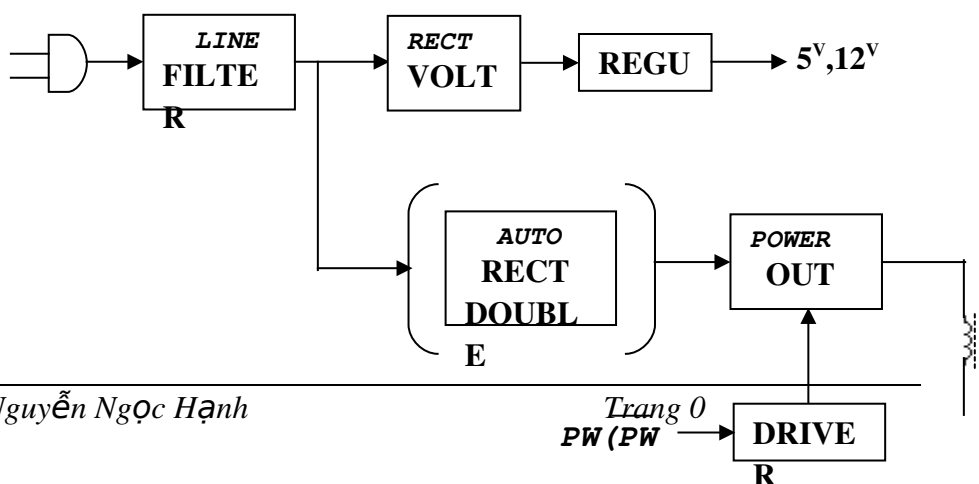 LINE
FILTE
R
RECT
VOLT
REGU
5V,12V
AUTO
RECT
DOUBL
E
POWER
OUT
Nguyễn Ngọc Hạnh
Trang 0
PW(PW
DRIVE
R